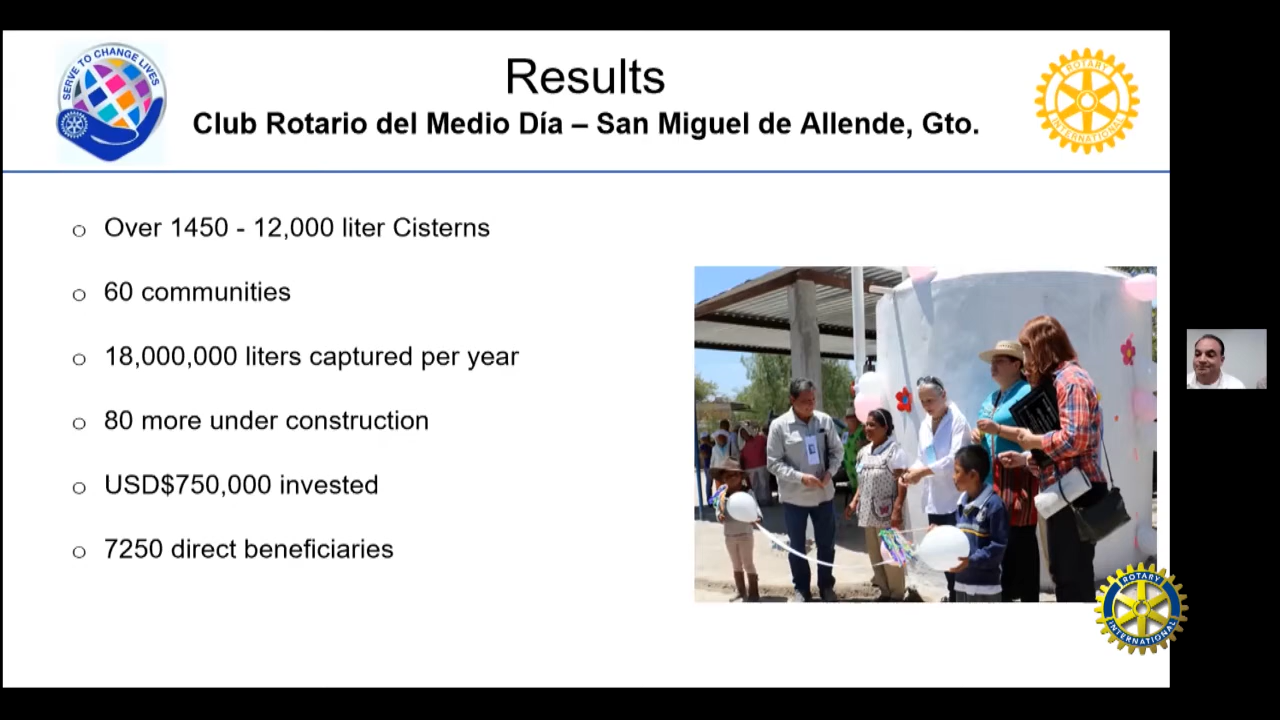 SERVE TO CHANGE LIVES
Results
Club Rotario del Medio Día – San Miguel de Allende, Gto.
ROTARY
INTERNATIONAL
o Over 1450 - 12,000 liter Cisterns
o 60 communities
o 18,000,000 liters captured per year
o 80 more under construction
o USD$750,000 invested
o 7250 direct beneficiaries
ROTARY
INTERNATIONAL